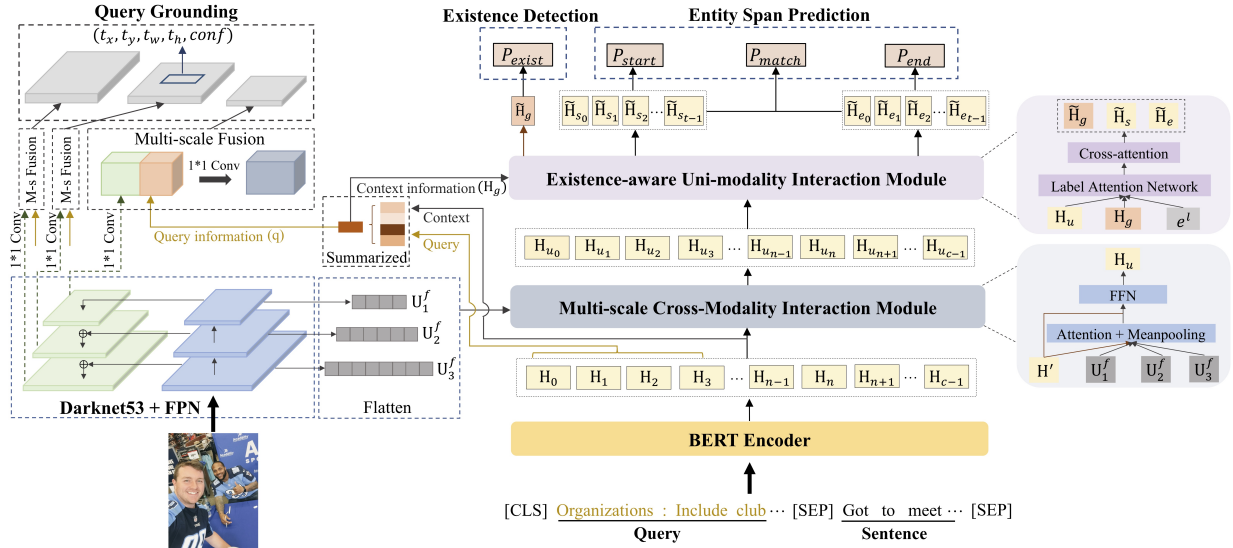 Query Grounding
(t_x, t_y, t_w, t_h, conf)
Existence Detection
Entity Span Prediction
P_exist
P_start
P_match
P_end
H̃_g
H̃_s0 H̃_s1 H̃_s2 ... H̃_st-1
H̃_e0 H̃_e1 H̃_e2 ... H̃_et-1
H̃_g H̃_s H̃_e
Cross-attention
Label Attention Network
H_u H_g e^l
M-s Fusion
M-s Fusion
Multi-scale Fusion
1*1 Conv
Existence-aware Uni-modality Interaction Module
Context information (H_g)
Context
Query information (q)
Query
Summarized
1*1 Conv
1*1 Conv
1*1 Conv
H_u0 H_u1 H_u2 H_u3 ... H_un-1 H_un H_un+1 ... H_uc-1
Multi-scale Cross-Modality Interaction Module
H_u
FFN
Attention + Meanpooling
H' U_1^f U_2^f U_3^f
U_1^f
U_2^f
U_3^f
Darknet53 + FPN
Flatten
H_0 H_1 H_2 H_3 ... H_n-1 H_n H_n+1 ... H_c-1
BERT Encoder
[CLS] Organizations : Include club ... [SEP] Got to meet ... [SEP]
Query Sentence